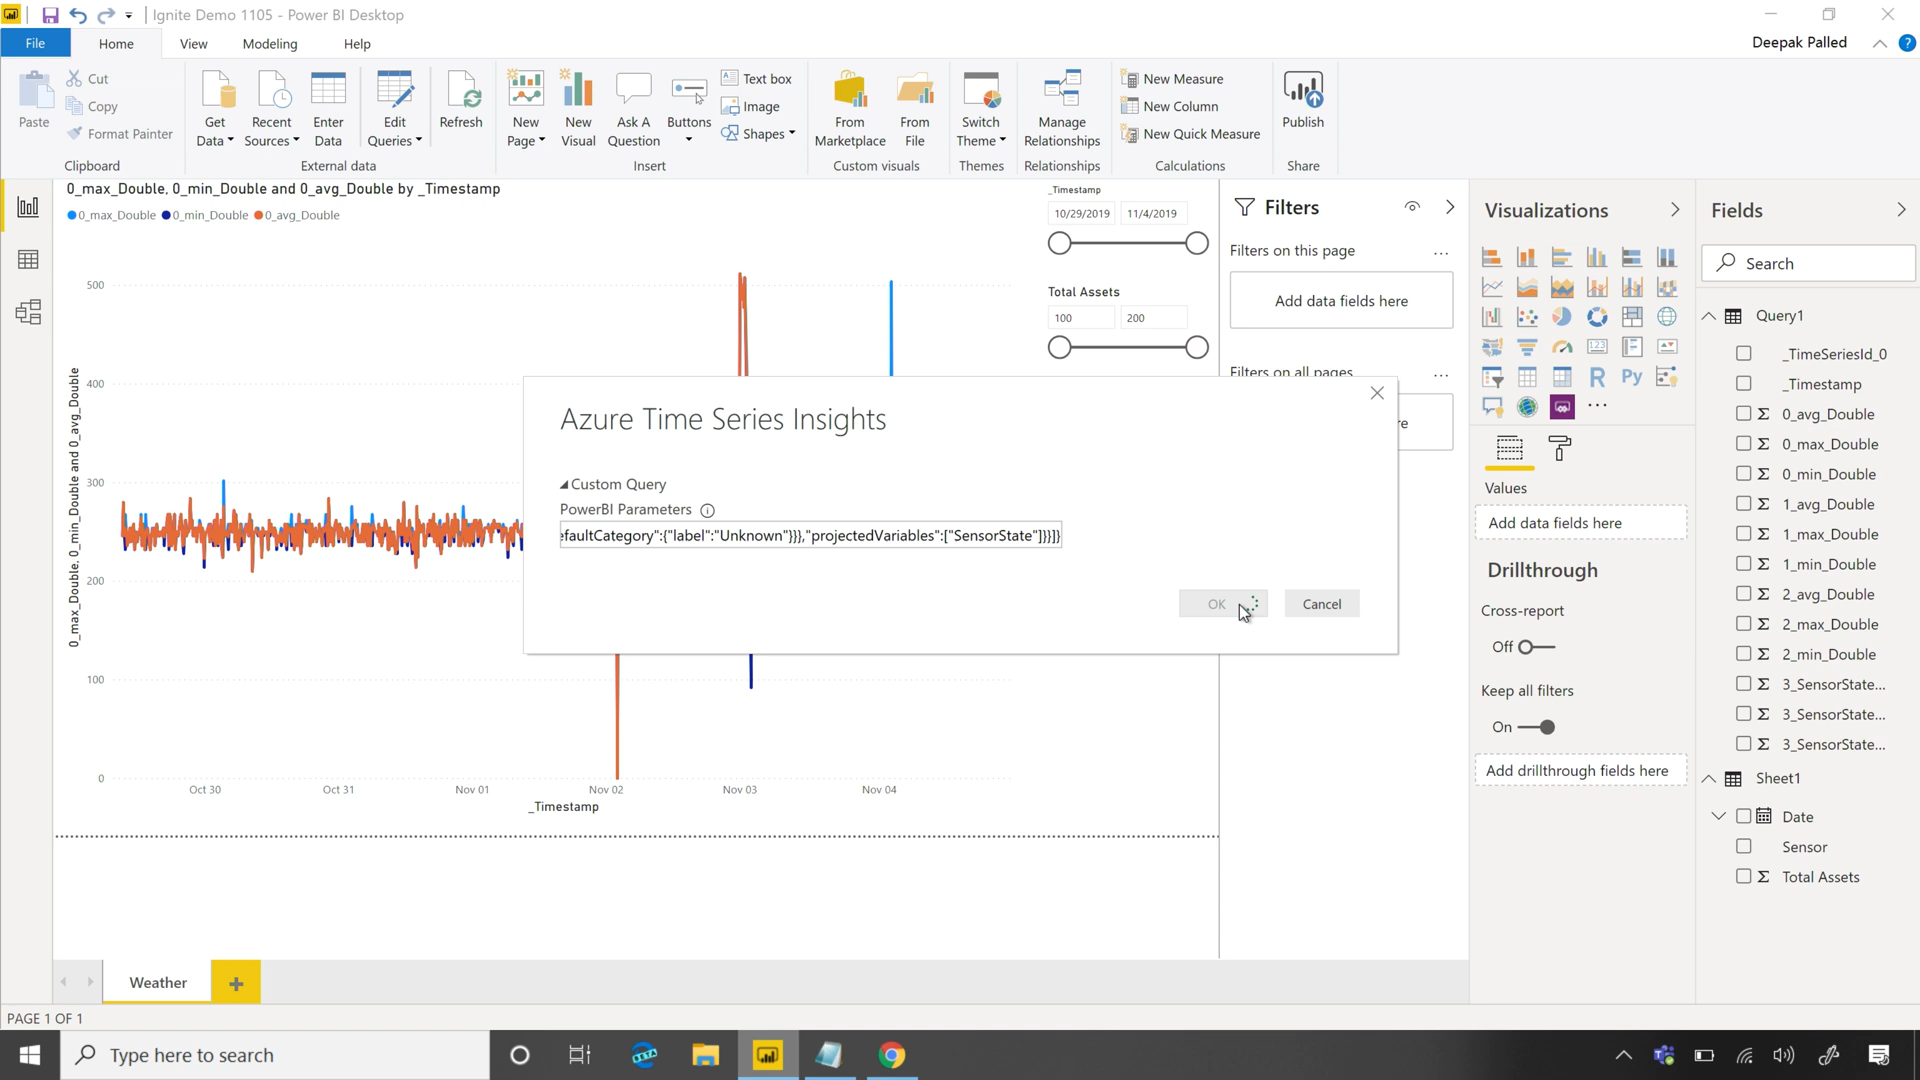 Ignite Demo 1105 - Power BI Desktop
File Home View Modeling Help
Deepak Palled
?
Paste
Cut
Copy
Format Painter
Clipboard
Get Data
Recent Sources
Enter Data
Edit Queries
Refresh
External data
New Page
New Visual
Ask A Question
Buttons
Text box
Image
Shapes
Insert
From Marketplace
From File
Custom visuals
Switch Theme
Themes
Manage Relationships
Relationships
New Measure
New Column
New Quick Measure
Calculations
Publish
Share
0_max_Double, 0_min_Double and 0_avg_Double by _Timestamp
0_max_Double 0_min_Double 0_avg_Double
0_max_Double, 0_min_Double and 0_avg_Double
500
400
300
200
100
0
Oct 30 Oct 31 Nov 01 Nov 02 Nov 03 Nov 04
_Timestamp
_Timestamp
10/29/2019 11/4/2019
Total Assets
100 200
Filters
Filters on this page
...
Add data fields here
Filters on all pages
...
re
Azure Time Series Insights
Custom Query
PowerBI Parameters
efaultCategory":{"label":"Unknown"}}},"projectedVariables":["SensorState"]}}]}
OK Cancel
Visualizations
123
R Py
...
Values
Add data fields here
Drillthrough
Cross-report
Off
Keep all filters
On
Add drillthrough fields here
Fields
Search
Query1
_TimeSeriesId_0
_Timestamp
Σ 0_avg_Double
Σ 0_max_Double
Σ 0_min_Double
Σ 1_avg_Double
Σ 1_max_Double
Σ 1_min_Double
Σ 2_avg_Double
Σ 2_max_Double
Σ 2_min_Double
Σ 3_SensorState...
Σ 3_SensorState...
Σ 3_SensorState...
Sheet1
Date
Sensor
Σ Total Assets
Weather
+
PAGE 1 OF 1
Type here to search
BETA